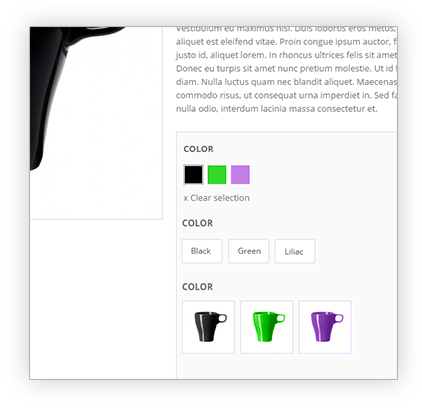 Vestibulum eu maximus nisl. Duis lobortis eros metus,
aliquet est eleifend vitae. Proin congue ipsum auctor, f
justo id, aliquet lorem. In rhoncus ultrices felis sit amet
Donec eu turpis sit amet nunc pretium molestie. Ut id f
diam. Nulla luctus quam nec blandit aliquet. Maecenas
commodo risus, ut consequat urna imperdiet in. Sed fa
nulla odio, interdum lacinia massa consectetur et.
COLOR
x Clear selection
COLOR
Black Green Liliac
COLOR